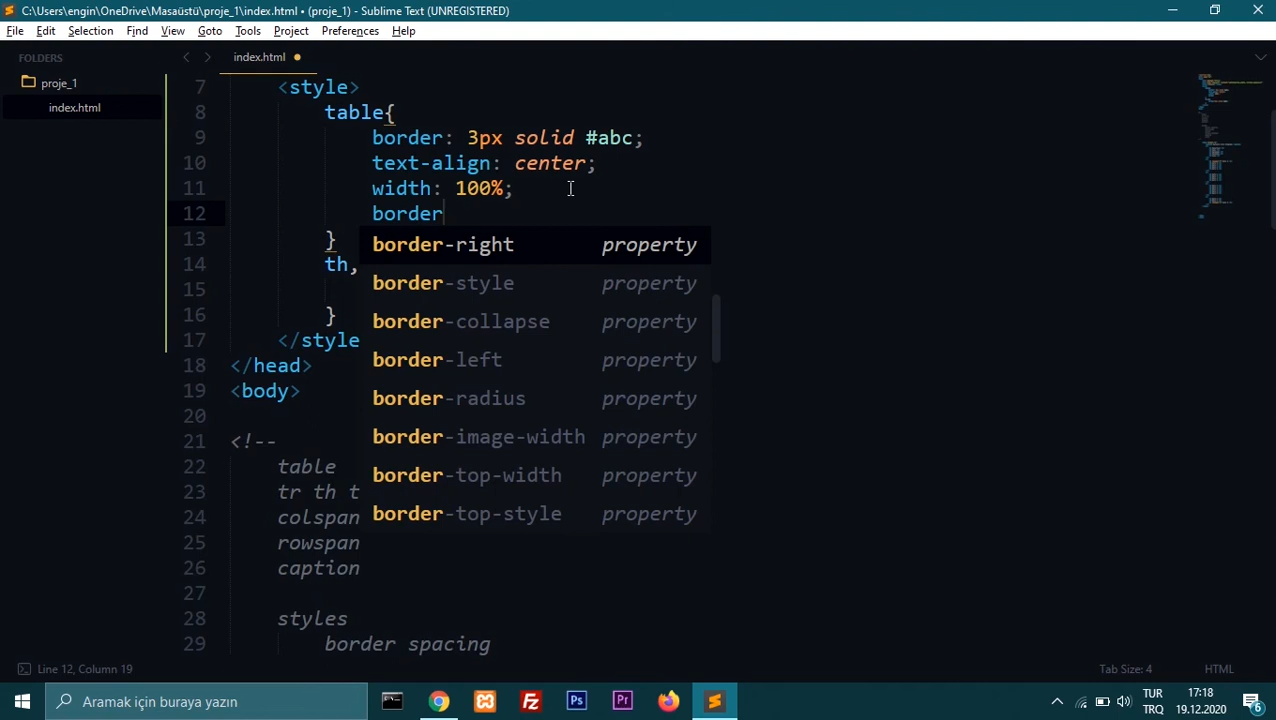 C:\Users\engin\OneDrive\Masaüstü\proje_1\index.html • (proje_1) - Sublime Text (UNREGISTERED)
File Edit Selection Find View Goto Tools Project Preferences Help
FOLDERS
proje_1
index.html
index.html
7 <style>
8 table{
9 border: 3px solid #abc;
10 text-align: center;
11 width: 100%;
12 border
13 }
14 th,
15
16 }
17 </style
18 </head>
19 <body>
20
21 <!--
22 table
23 tr th t
24 colspan
25 rowspan
26 caption
27
28 styles
29 border spacing
border-right property
border-style property
border-collapse property
border-left property
border-radius property
border-image-width property
border-top-width property
border-top-style property
Line 12, Column 19
Tab Size: 4
HTML
Aramak için buraya yazın
Fz
Ps
Pr
TUR
TRQ
17:18
19.12.2020
6